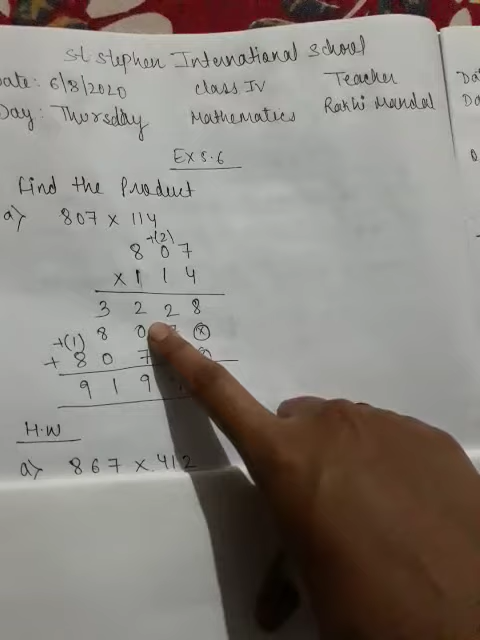 St Stephen International School
Date: 6/8/2020 Class IV Teacher
Day: Thursday Mathematics Rakhi Mandal
Ex 5.6
Find the Product
a) 807 × 114
+(2)
8 0 7
× 1 1 4
3 2 2 8
+(1) 8 0 ×
+ 8 0 7
9 1 9
H.W
a) 867 × 412